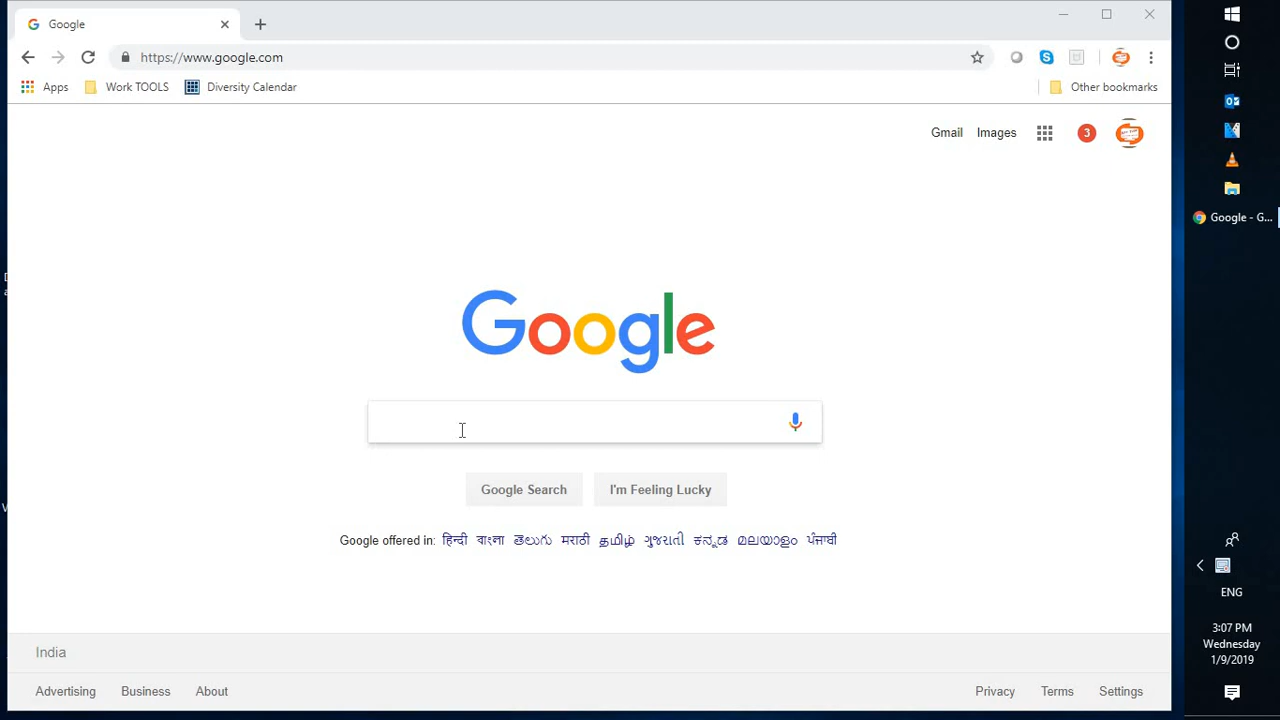 Google
https://www.google.com
Apps Work TOOLS Diversity Calendar Other bookmarks
Gmail Images 3
Google
Google Search I'm Feeling Lucky
Google offered in: हिन्दी বাংলা తెలుగు मराठी தமிழ் ગુજરાતી ಕನ್ನಡ മലയാളം ਪੰਜਾਬੀ
India
Advertising Business About Privacy Terms Settings
Google - G...
ENG
3:07 PM
Wednesday
1/9/2019